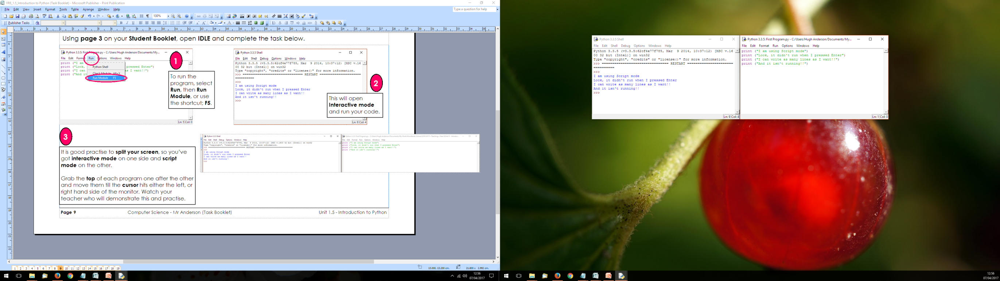 YR8_1.5_Introduction to Python (Task Booklet) - Microsoft Publisher - Print Publication
File Edit View Insert Format Tools Table Arrange Window Help
Type a question for help
130%
Publisher Tasks
Using page 3 on your Student Booklet, open IDLE and complete the task below.
Python 3.3.5: First Program.py - C:/Users/Hugh Anderson/Documents/My...
File Edit Format Run Options Windows Help
print ("I am
print ("Look, pressed Enter")
print ("I can s I want!!")
print ("And it
Python Shell
Check Module Alt+X
Run Module F5
Ln: 5 Col: 0
1
To run the
program, select
Run, then Run
Module, or use
the shortcut; F5.
Python 3.3.5 Shell
File Edit Shell Debug Options Windows Help
Python 3.3.5 (v3.3.5:62cf4e77f785, Mar 9 2014, 10:37:12) [MSC v.16
00 32 bit (Intel)] on win32
Type "copyright", "credits" or "license()" for more information.
>>> ================================ RESTART ================================
>>>
I am using Script mode
Look, it didn't run when I pressed Enter
I can write as many lines as I want!!
And it isn't running!!
>>>
Ln: 9 Col: 4
2
This will open
Interactive mode
and run your code.
3
It is good practise to split your screen, so you've
got interactive mode on one side and script
mode on the other.
Grab the top of each program one after the other
and move them till the cursor hits either the left, or
right hand side of the monitor. Watch your
teacher who will demonstrate this and practise.
Python 3.3.5 Shell
File Edit Shell Debug Options Windows Help
Python 3.3.5 (v3.3.5:62cf4e77f785, Mar 9 2014, 10:37:12) [MSC v.1600 32 bit (Intel)] on win32
Type "copyright", "credits" or "license()" for more information.
>>> ================================ RESTART ================================
>>>
I am using Script mode
Look, it didn't run when I pressed Enter
I can write as many lines as I want!!
And it isn't running!!
>>>
File Edit Format Run Options Windows Help
print ("I am using Script mode")
print ("Look, it didn't run when I pressed Enter")
print ("I can write as many lines as I want!!")
print ("And it isn't running!!")
Page 9 Computer Science - Mr Anderson (Task Booklet) Unit 1.5 - Introduction to Python
1 2 3 4 5 6 7 8 9 10 11 12 13 14 15 16 17 18 19
13.000, 13.200 cm. 21.800 x 2.992 cm.
12:56
07/04/2017
Python 3.3.5 Shell
File Edit Shell Debug Options Windows Help
Python 3.3.5 (v3.3.5:62cf4e77f785, Mar 9 2014, 10:37:12) [MSC v.16
00 32 bit (Intel)] on win32
Type "copyright", "credits" or "license()" for more information.
>>> ================================ RESTART ================================
>>>
I am using Script mode
Look, it didn't run when I pressed Enter
I can write as many lines as I want!!
And it isn't running!!
>>>
Ln: 9 Col: 4
Python 3.3.5: First Program.py - C:/Users/Hugh Anderson/Documents/My...
File Edit Format Run Options Windows Help
print ("I am using Script mode")
print ("Look, it didn't run when I pressed Enter")
print ("I can write as many lines as I want!!")
print ("And it isn't running!!")
Ln: 1 Col: 0
12:56
07/04/2017